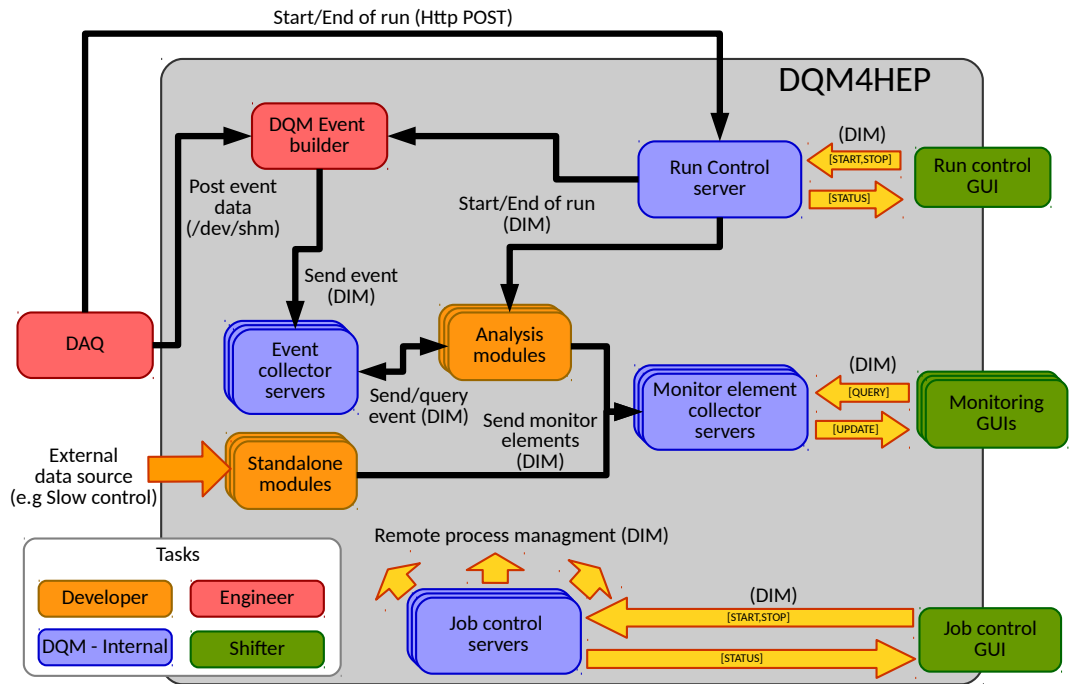 Start/End of run (Http POST)
DQM4HEP
DQM Event
builder
(DIM)
Run Control
server
[START,STOP]
[STATUS]
Run control
GUI
Post event
data
(/dev/shm)
Start/End of run
(DIM)
Send event
(DIM)
DAQ
Event
collector
servers
Analysis
modules
Send/query
event (DIM)
Send monitor
elements
(DIM)
Monitor element
collector
servers
(DIM)
[QUERY]
[UPDATE]
Monitoring
GUIs
External
data source
(e.g Slow control)
Standalone
modules
Remote process managment (DIM)
Tasks
Developer
Engineer
DQM - Internal
Shifter
Job control
servers
(DIM)
[START,STOP]
[STATUS]
Job control
GUI